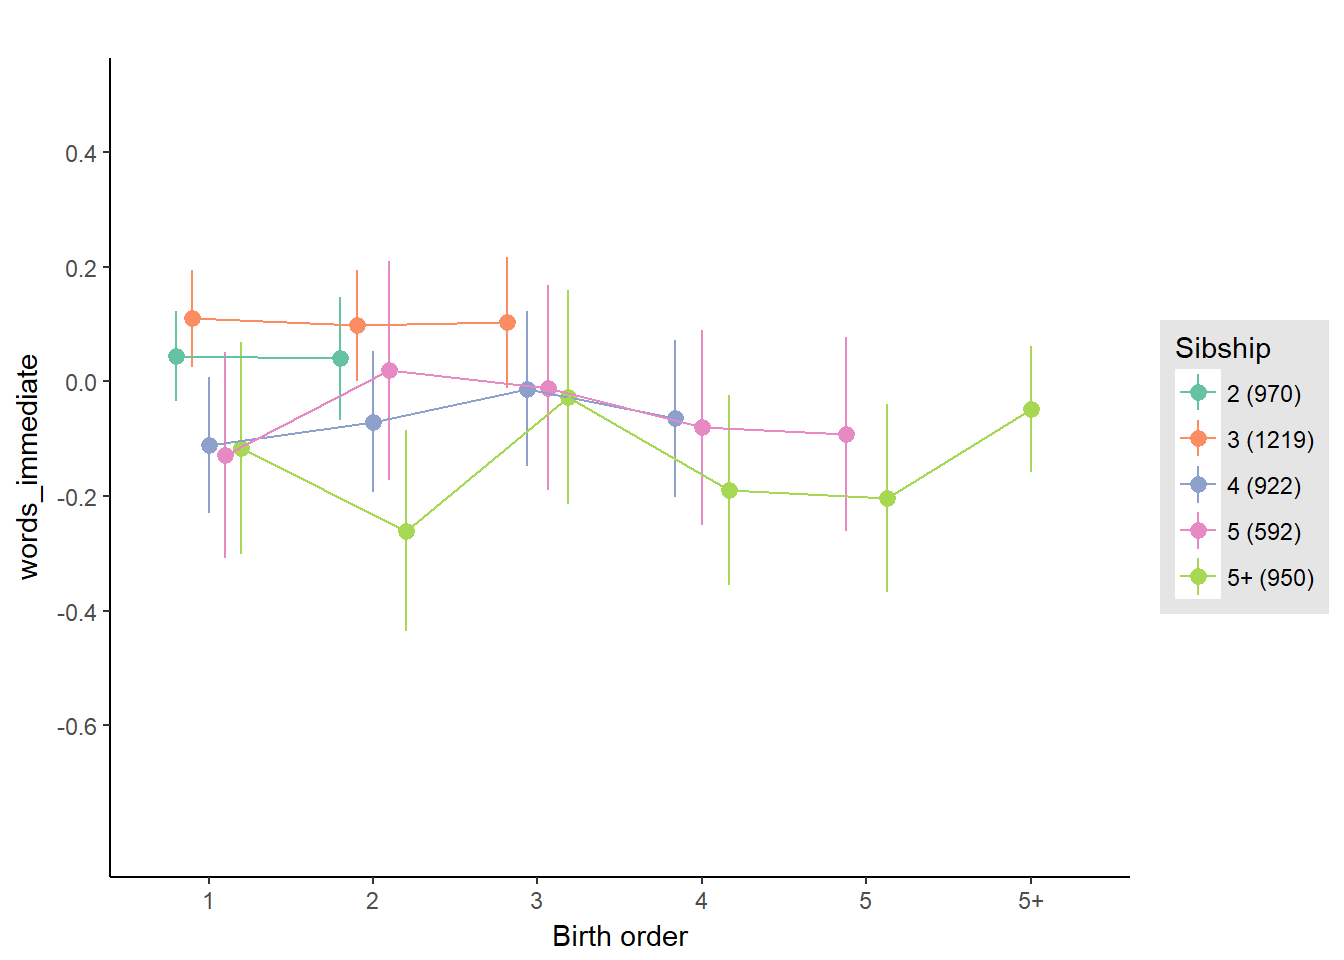 0.4
0.2
0.0
-0.2
-0.4
-0.6
words_immediate
1 2 3 4 5 5+
Birth order
Sibship
2 (970)
3 (1219)
4 (922)
5 (592)
5+ (950)